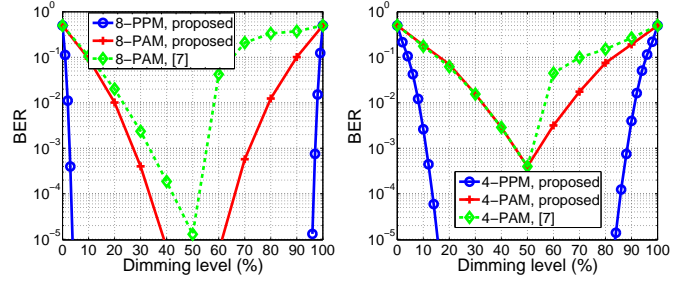 10^0
10^-1
10^-2
10^-3
10^-4
10^-5
BER
8−PPM, proposed
8−PAM, proposed
8−PAM, [7]
0 10 20 30 40 50 60 70 80 90 100
Dimming level (%)
10^0
10^-1
10^-2
10^-3
10^-4
10^-5
BER
4−PPM, proposed
4−PAM, proposed
4−PAM, [7]
0 10 20 30 40 50 60 70 80 90 100
Dimming level (%)